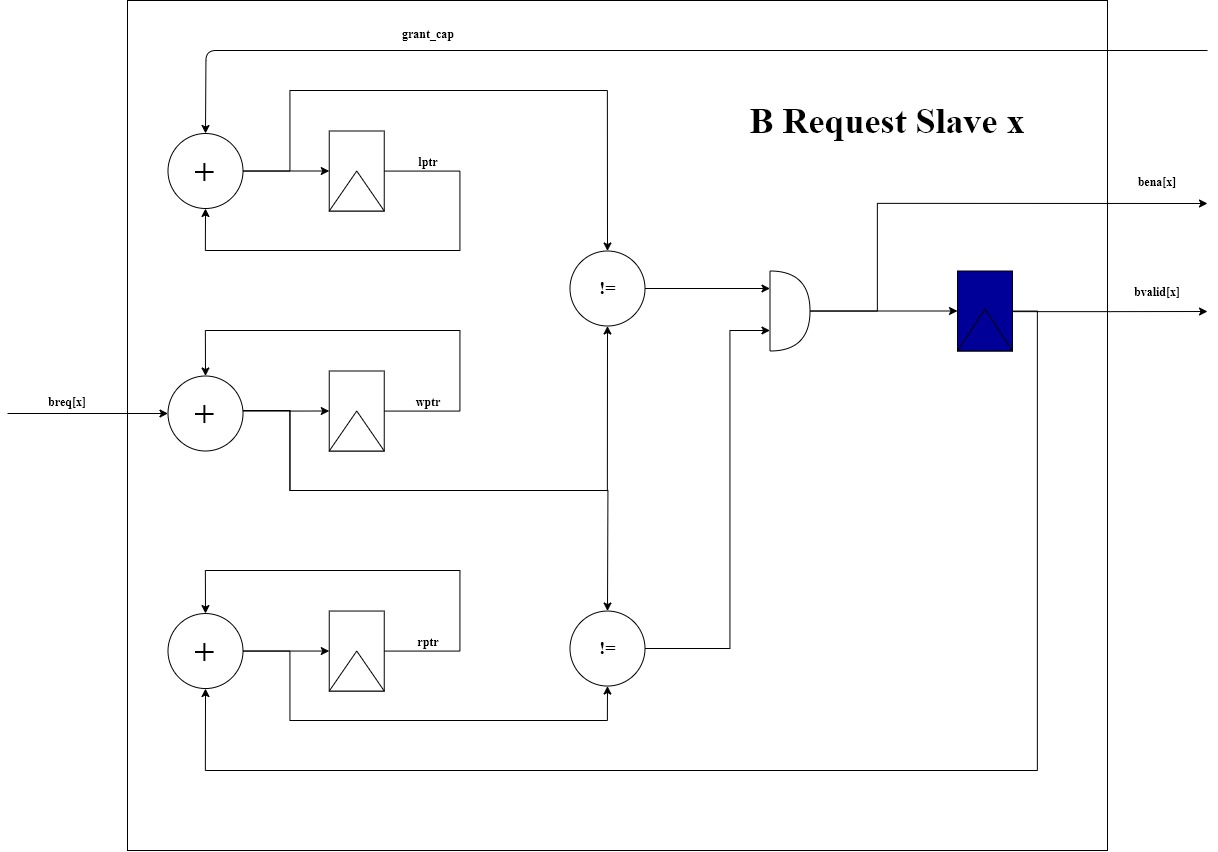 grant_cap
B Request Slave x
+
lptr
bena[x]
!=
bvalid[x]
breq[x]
+
wptr
+
rptr
!=